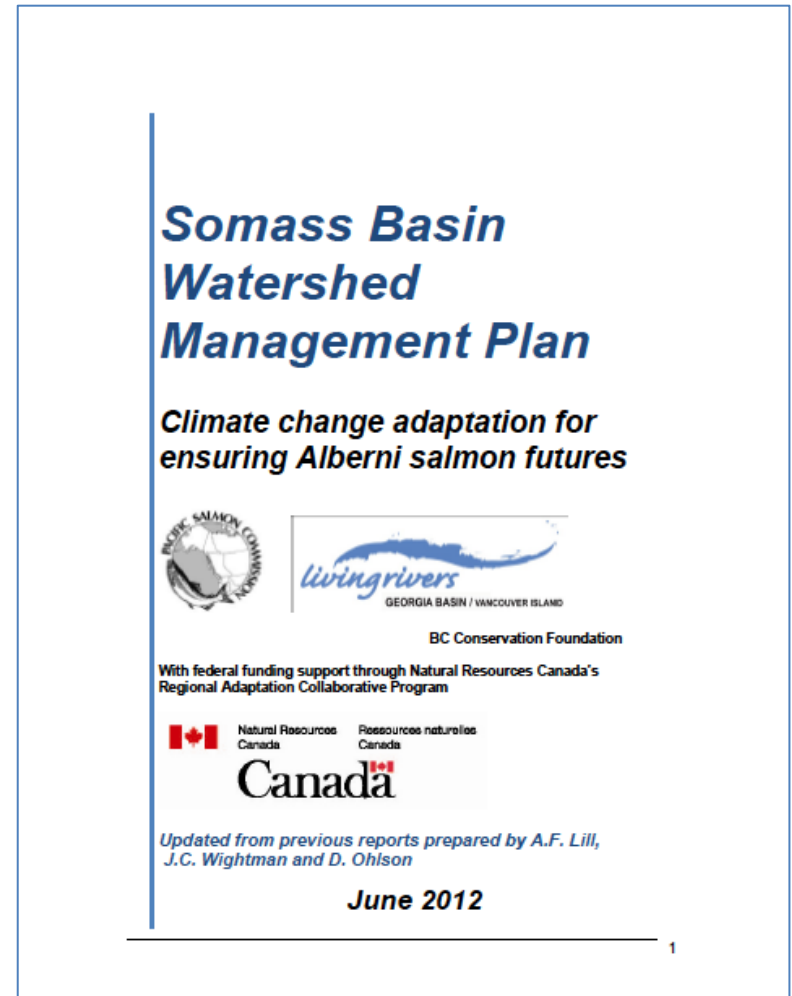 Somass Basin
Watershed
Management Plan
Climate change adaptation for
ensuring Alberni salmon futures
PACIFIC SALMON COMMISSION
livingrivers
GEORGIA BASIN / VANCOUVER ISLAND
BC Conservation Foundation
With federal funding support through Natural Resources Canada's
Regional Adaptation Collaborative Program
Natural Resources Ressources naturelles
Canada Canada
Canada
Updated from previous reports prepared by A.F. Lill,
J.C. Wightman and D. Ohlson
June 2012
1